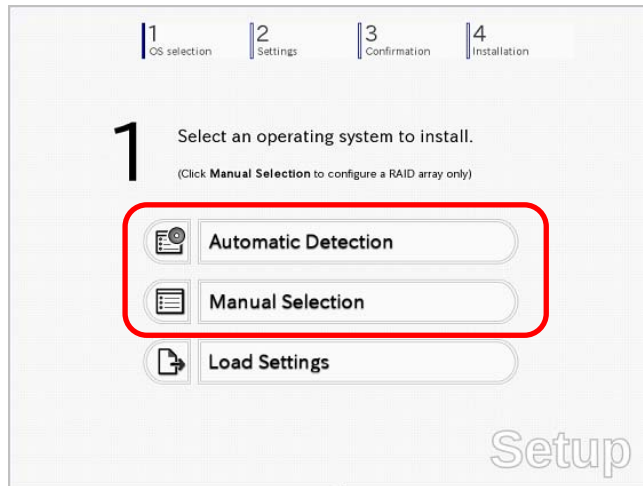 1 2 3 4
OS selection Settings Confirmation Installation
1 Select an operating system to install.
(Click Manual Selection to configure a RAID array only)
Automatic Detection
Manual Selection
Load Settings
Setup